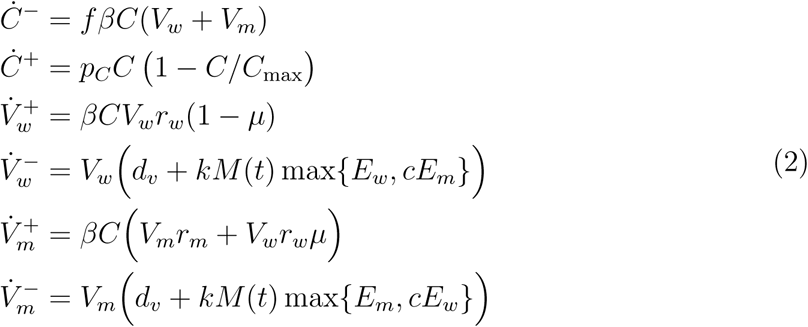 Ċ⁻ = fβC(V_w + V_m)
Ċ⁺ = p_C C (1 − C/C_max)
V̇_w⁺ = βCV_w r_w(1 − μ)
V̇_w⁻ = V_w(d_v + kM(t) max{E_w, cE_m}) (2)
V̇_m⁺ = βC(V_m r_m + V_w r_w μ)
V̇_m⁻ = V_m(d_v + kM(t) max{E_m, cE_w})